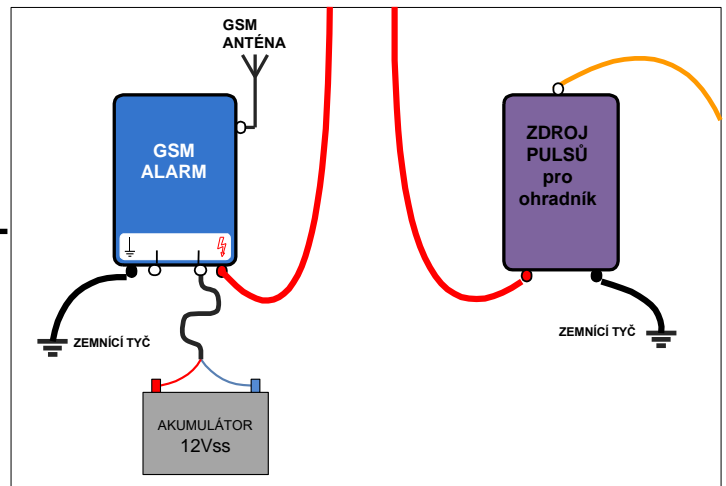 GSM
ANTÉNA
GSM
ALARM
ZDROJ
PULSŮ
pro
ohradník
ZEMNÍCÍ TYČ
ZEMNÍCÍ TYČ
AKUMULÁTOR
12Vss